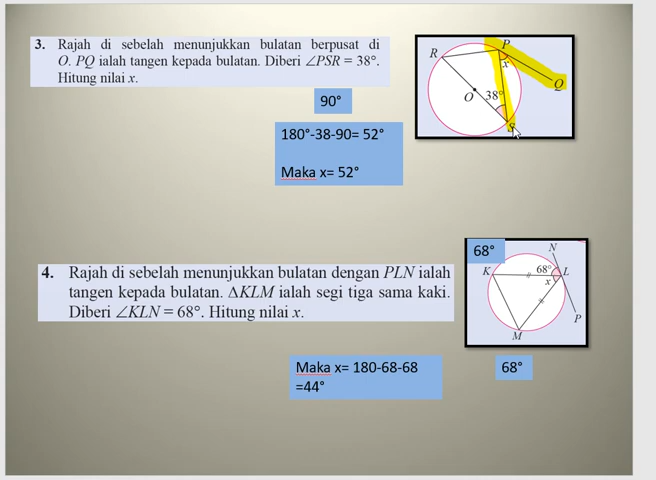 3. Rajah di sebelah menunjukkan bulatan berpusat di
O. PQ ialah tangen kepada bulatan. Diberi ∠PSR = 38°.
Hitung nilai x.
R
P
x
Q
O
38°
S
90°
180°-38-90= 52°
Maka x= 52°
4. Rajah di sebelah menunjukkan bulatan dengan PLN ialah
tangen kepada bulatan. ΔKLM ialah segi tiga sama kaki.
Diberi ∠KLN = 68°. Hitung nilai x.
68°
N
K
68°
L
x
P
M
Maka x= 180-68-68
=44°
68°